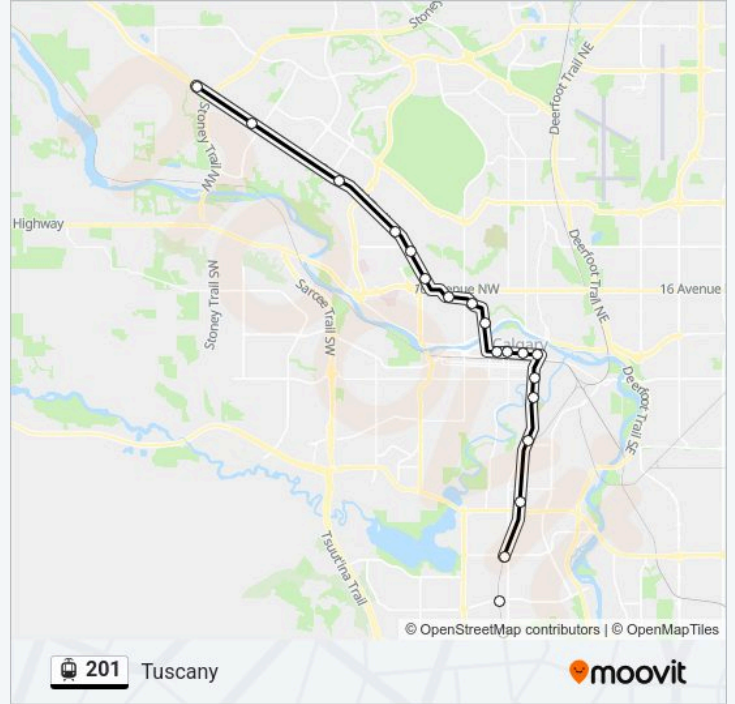 Stoney
Deerfoot Trail NE
Stoney Trail NW
Highway
Deerfoot Trail NE
Stoney Trail SW
Sarcee Trail SW
16 Avenue NW
16 Avenue
Calgary
Deerfoot Trail SE
Tsuut'ina Trail
© OpenStreetMap contributors | © OpenMapTiles
201 Tuscany
moovit